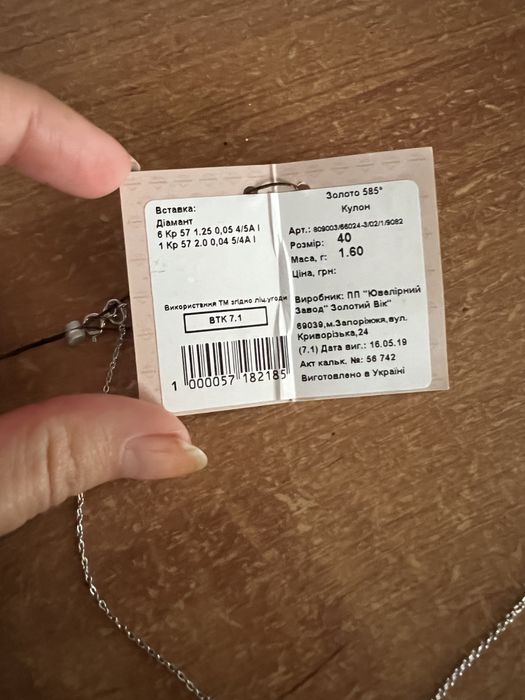 Вставка:
Діамант
6 Кр 57 1.25 0,05 4/5А І
1 Кр 57 2.0 0,04 5/4А І
Використання ТМ згідно ліц.угоди
ВТК 7.1
1 000057 182185
Золото 585°
Кулон
Арт.: 809003/66024-3/02/1/9082
Розмір: 40
Маса, г: 1.60
Ціна, грн:
Виробник: ПП "Ювелірний
Завод" Золотий Вік"
69039,м.Запоріжжя,вул.
Криворізька,24
(7.1) Дата виг.: 16.05.19
Акт кальк. №: 56 742
Виготовлено в Україні